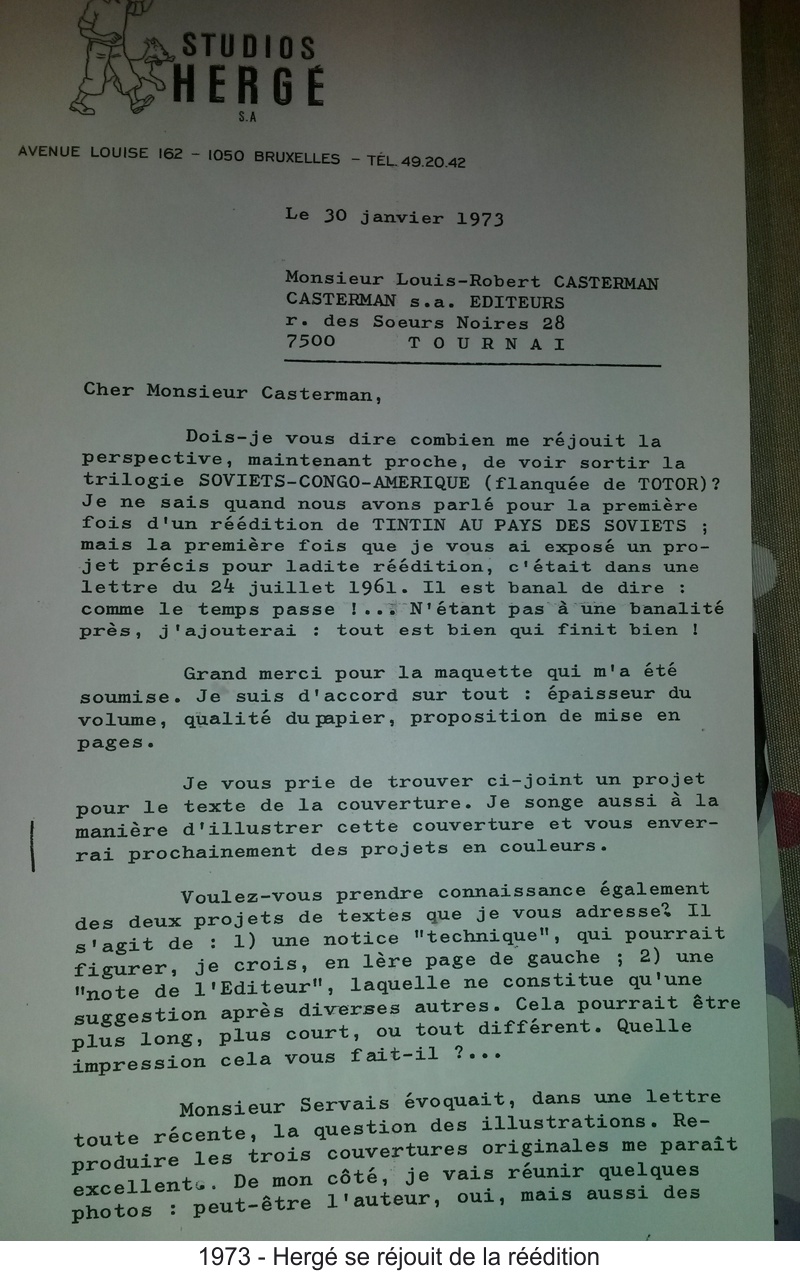 STUDIOS
HERGÉ
S.A
AVENUE LOUISE 162 – 1050 BRUXELLES – TÉL. 49.20.42
Le 30 janvier 1973
Monsieur Louis-Robert CASTERMAN
CASTERMAN s.a. EDITEURS
r. des Soeurs Noires 28
7500 T O U R N A I
Cher Monsieur Casterman,
Dois-je vous dire combien me réjouit la
perspective, maintenant proche, de voir sortir la
trilogie SOVIETS-CONGO-AMERIQUE (flanquée de TOTOR)?
Je ne sais quand nous avons parlé pour la première
fois d'un réédition de TINTIN AU PAYS DES SOVIETS ;
mais la première fois que je vous ai exposé un pro-
jet précis pour ladite réédition, c'était dans une
lettre du 24 juillet 1961. Il est banal de dire :
comme le temps passe !... N'étant pas à une banalité
près, j'ajouterai : tout est bien qui finit bien !
Grand merci pour la maquette qui m'a été
soumise. Je suis d'accord sur tout : épaisseur du
volume, qualité du papier, proposition de mise en
pages.
Je vous prie de trouver ci-joint un projet
pour le texte de la couverture. Je songe aussi à la
manière d'illustrer cette couverture et vous enver-
rai prochainement des projets en couleurs.
Voulez-vous prendre connaissance également
des deux projets de textes que je vous adresse? Il
s'agit de : 1) une notice "technique", qui pourrait
figurer, je crois, en 1ère page de gauche ; 2) une
"note de l'Editeur", laquelle ne constitue qu'une
suggestion après diverses autres. Cela pourrait être
plus long, plus court, ou tout différent. Quelle
impression cela vous fait-il ?...
Monsieur Servais évoquait, dans une lettre
toute récente, la question des illustrations. Re-
produire les trois couvertures originales me paraît
excellent.. De mon côté, je vais réunir quelques
photos : peut-être l'auteur, oui, mais aussi des
1973 - Hergé se réjouit de la réédition